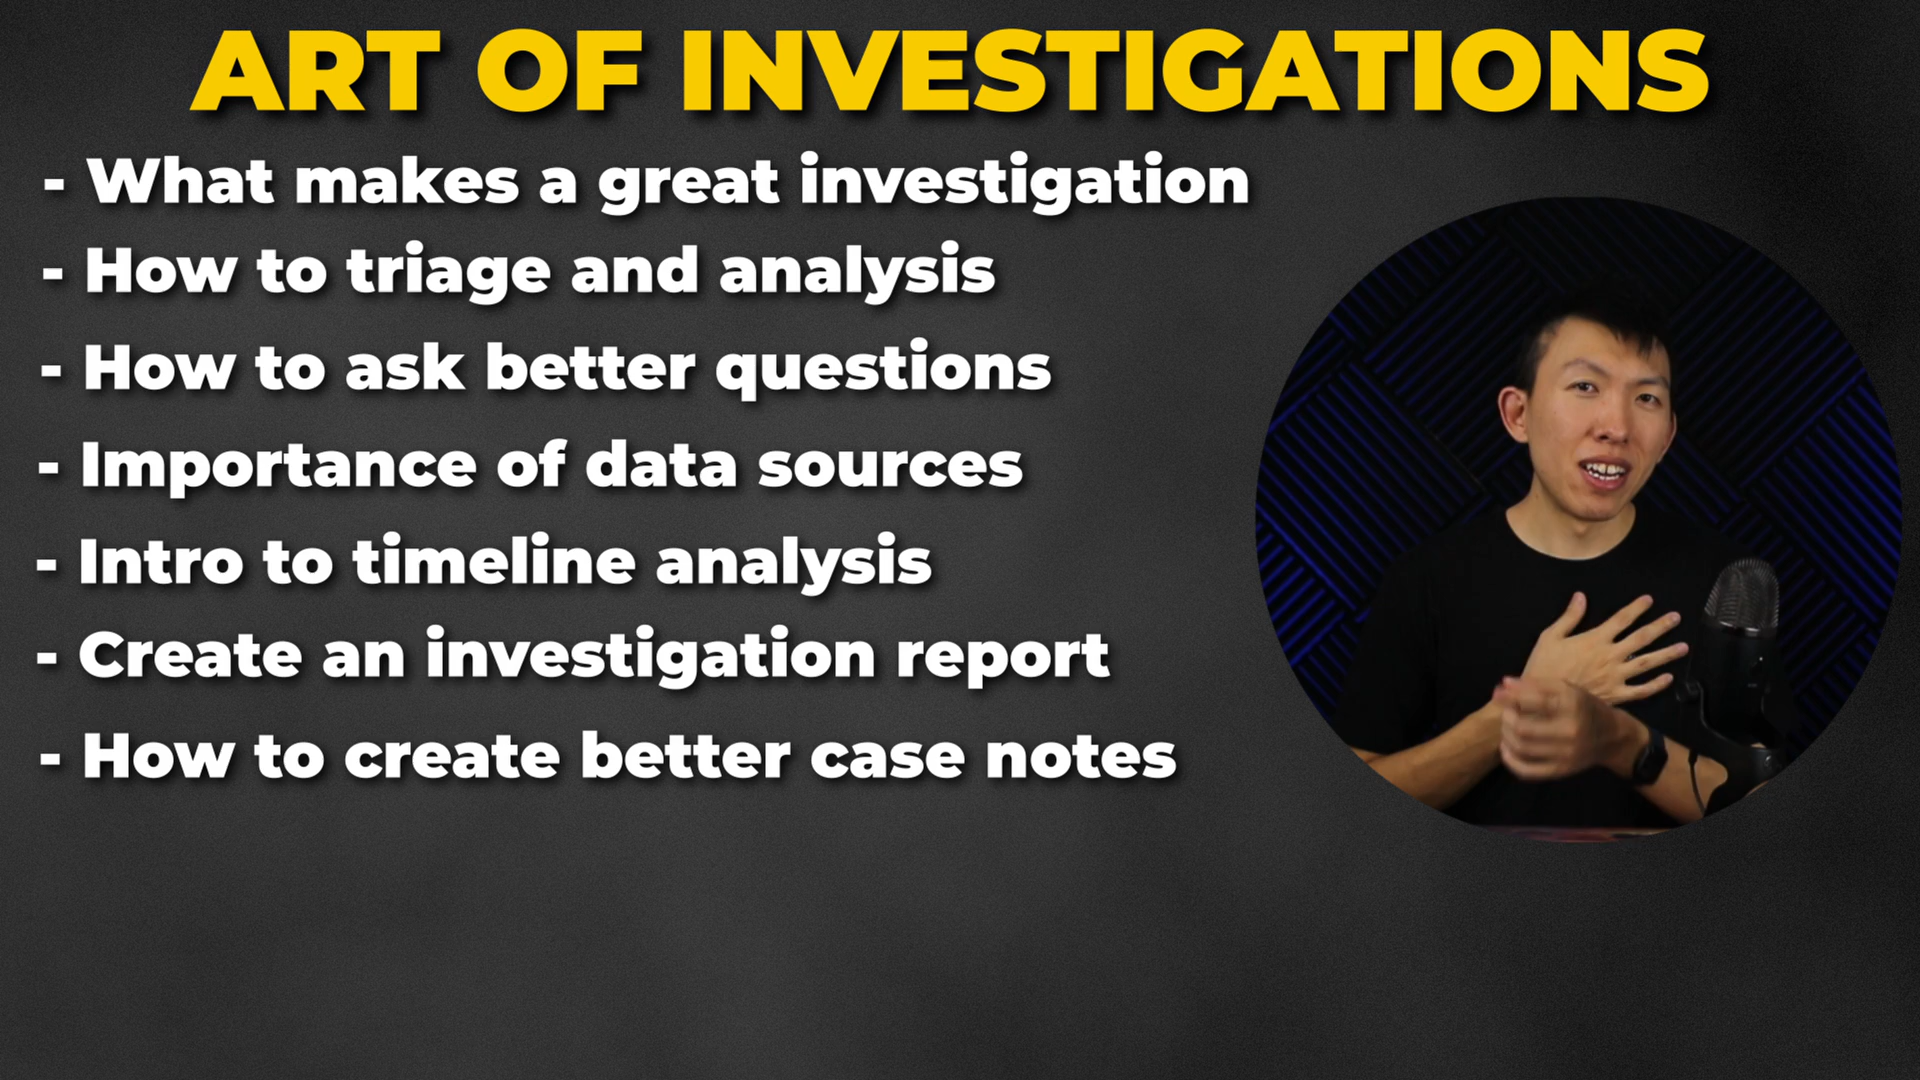 ART OF INVESTIGATIONS
- What makes a great investigation
- How to triage and analysis
- How to ask better questions
- Importance of data sources
- Intro to timeline analysis
- Create an investigation report
- How to create better case notes